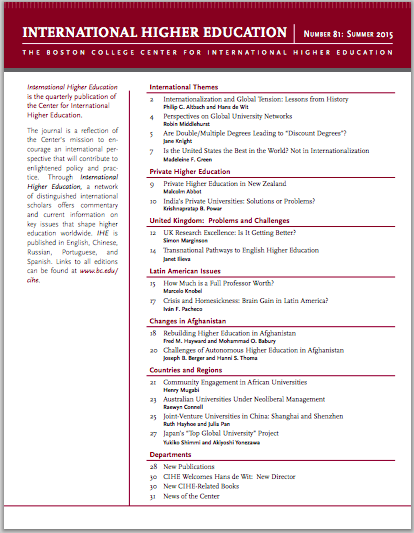 INTERNATIONAL HIGHER EDUCATION | NUMBER 81: SUMMER 2015
THE BOSTON COLLEGE CENTER FOR INTERNATIONAL HIGHER EDUCATION
International Higher Education
is the quarterly publication of
the Center for International
Higher Education.
The journal is a reflection of
the Center's mission to en-
courage an international per-
spective that will contribute to
enlightened policy and prac-
tice. Through International
Higher Education, a network
of distinguished international
scholars offers commentary
and current information on
key issues that shape higher
education worldwide. IHE is
published in English, Chinese,
Russian, Portuguese, and
Spanish. Links to all editions
can be found at www.bc.edu/
cihe.
International Themes
2 Internationalization and Global Tension: Lessons from History
Philip G. Altbach and Hans de Wit
4 Perspectives on Global University Networks
Robin Middlehurst
5 Are Double/Multiple Degrees Leading to "Discount Degrees"?
Jane Knight
7 Is the United States the Best in the World? Not in Internationalization
Madeleine F. Green
Private Higher Education
9 Private Higher Education in New Zealand
Malcolm Abbot
10 India's Private Universities: Solutions or Problems?
Krishnapratap B. Powar
United Kingdom: Problems and Challenges
12 UK Research Excellence: Is It Getting Better?
Simon Marginson
14 Transnational Pathways to English Higher Education
Janet Ilieva
Latin American Issues
15 How Much is a Full Professor Worth?
Marcelo Knobel
17 Crisis and Homesickness: Brain Gain in Latin America?
Iván F. Pacheco
Changes in Afghanistan
18 Rebuilding Higher Education in Afghanistan
Fred M. Hayward and Mohammad O. Babury
20 Challenges of Autonomous Higher Education in Afghanistan
Joseph B. Berger and Hanni S. Thoma
Countries and Regions
21 Community Engagement in African Universities
Henry Mugabi
23 Australian Universities Under Neoliberal Management
Raewyn Connell
25 Joint-Venture Universities in China: Shanghai and Shenzhen
Ruth Hayhoe and Julia Pan
27 Japan's "Top Global University" Project
Yukiko Shimmi and Akiyoshi Yonezawa
Departments
28 New Publications
30 CIHE Welcomes Hans de Wit: New Director
30 New CIHE-Related Books
31 News of the Center